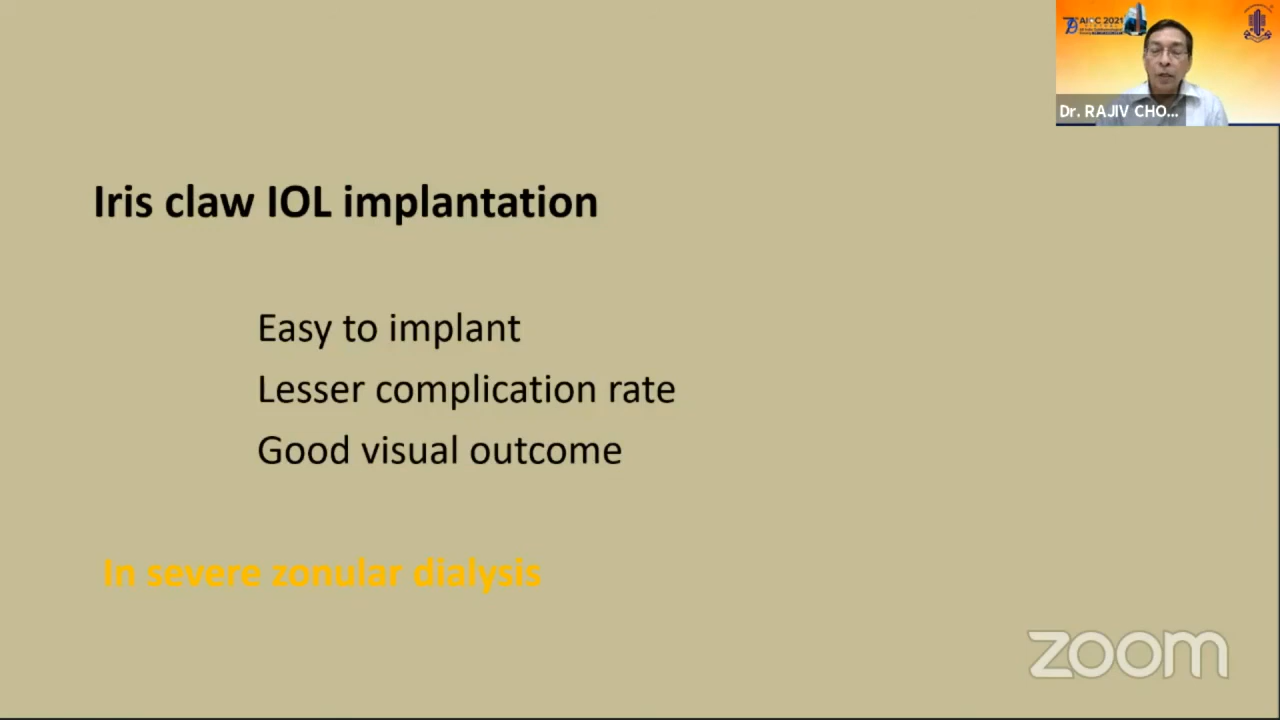 AIOC 2021
Dr. RAJIV CHO...
Iris claw IOL implantation
Easy to implant
Lesser complication rate
Good visual outcome
In severe zonular dialysis
zoom